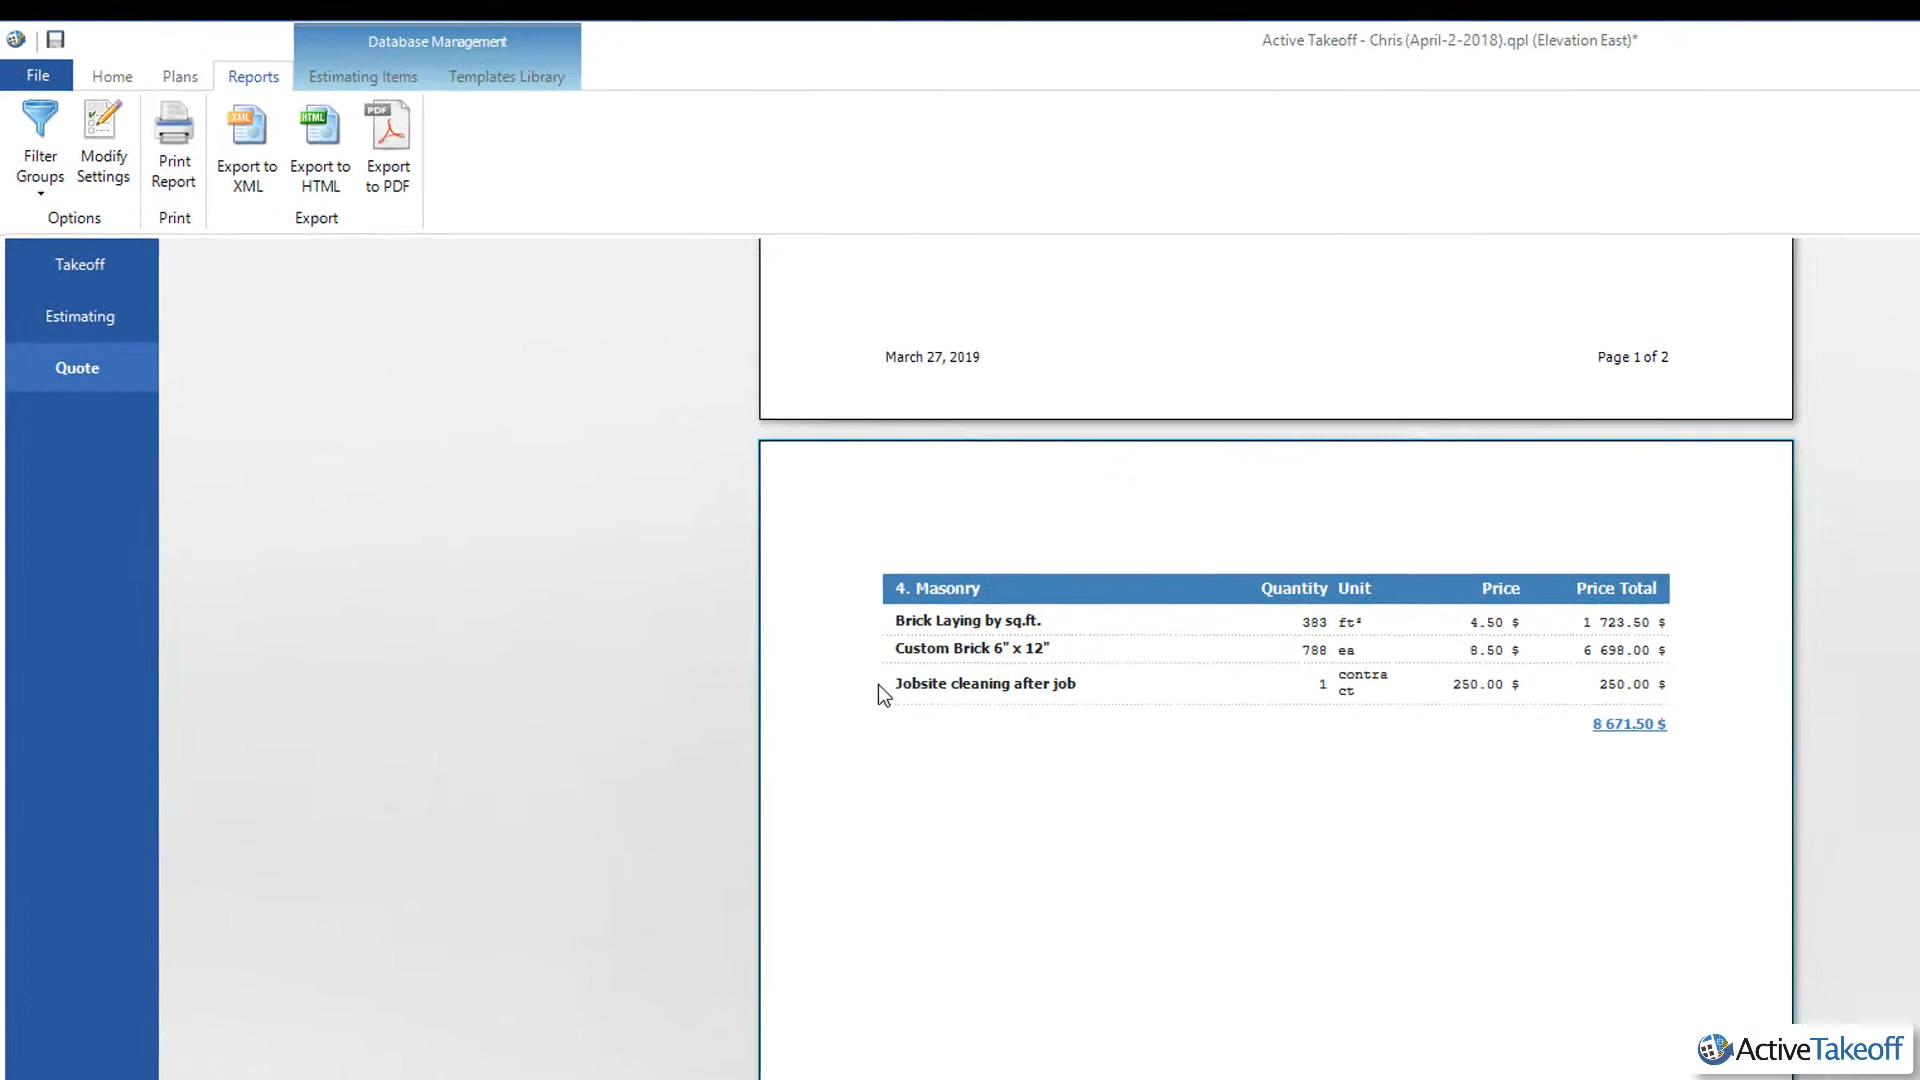 Database Management
Active Takeoff - Chris (April-2-2018).qpl (Elevation East)*
File Home Plans Reports Estimating Items Templates Library
Filter Groups
Modify Settings
Print Report
Export to XML
Export to HTML
Export to PDF
Options Print Export
Takeoff
Estimating
Quote
March 27, 2019 Page 1 of 2
4. Masonry Quantity Unit Price Price Total
Brick Laying by sq.ft. 383 ft² 4.50 $ 1 723.50 $
Custom Brick 6" x 12" 788 ea 8.50 $ 6 698.00 $
Jobsite cleaning after job 1 contra
ct 250.00 $ 250.00 $
8 671.50 $
ActiveTakeoff